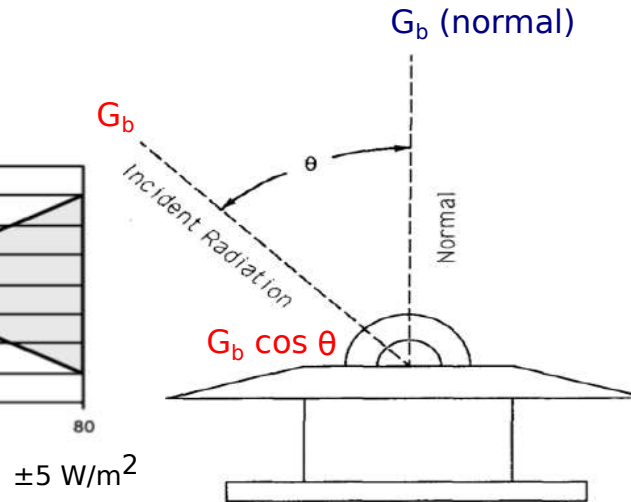 G_b (normal)
G_b
θ
Incident Radiation
Normal
G_b cos θ
80
±5 W/m²